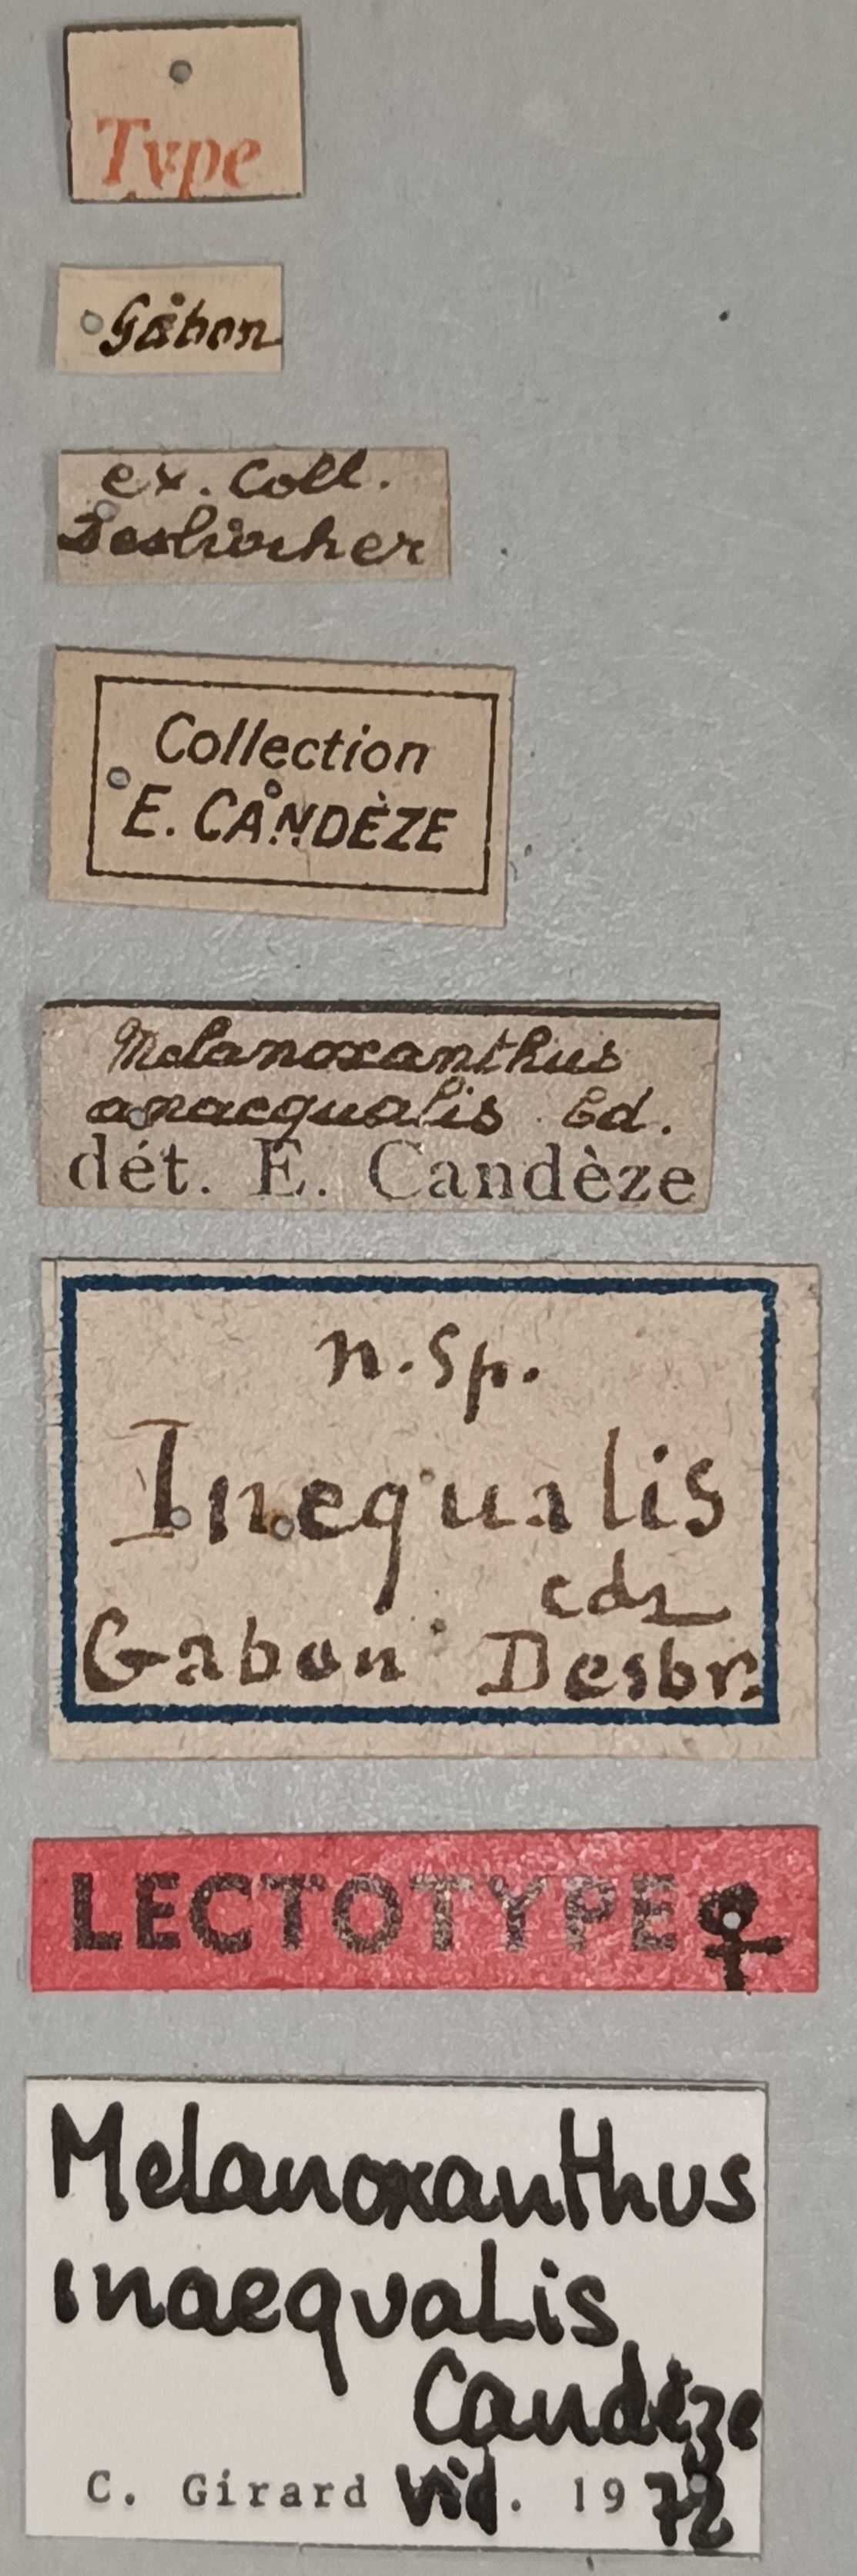 Type
Gabon
ex. Coll.
Desbrocher
Collection
E. CANDÈZE
Melanoxanthus
anaequalis Cd.
dét. E. Candèze
n. sp.
Inequalis
cdz
Gabon Desbr.
LECTOTYPE ♀
Melanoxanthus
inaequalis
Candèze
C. Girard vid. 1972